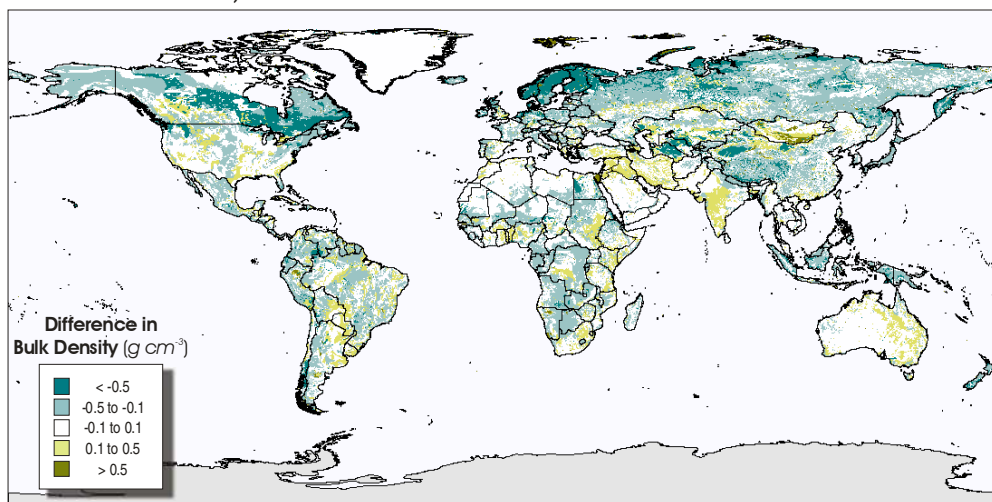 Difference in
Bulk Density (g cm⁻³)
< -0.5
-0.5 to -0.1
-0.1 to 0.1
0.1 to 0.5
> 0.5